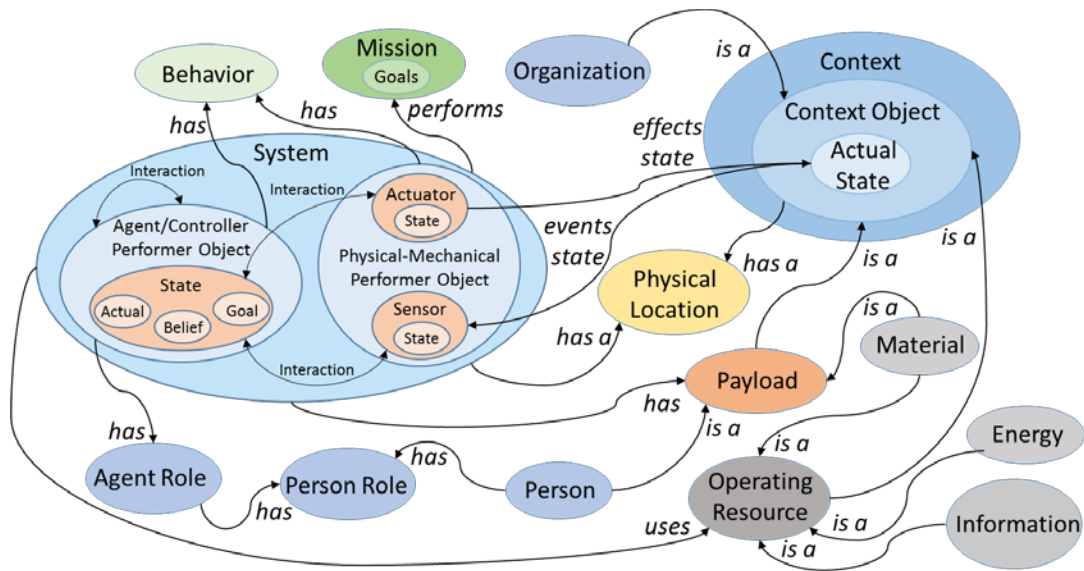 Mission
Goals
Behavior
Organization
is a
Context
Context Object
Actual
State
has
has
performs
effects
state
System
Interaction
Interaction
Actuator
State
Agent/Controller
Performer Object
Physical-Mechanical
Performer Object
events
state
is a
State
Actual
Belief
Goal
Sensor
State
Interaction
Physical
Location
has a
has a
is a
is a
Material
Payload
has
is a
has
Agent Role
has
Person Role
has
Person
is a
Operating
Resource
uses
is a
is a
Energy
Information